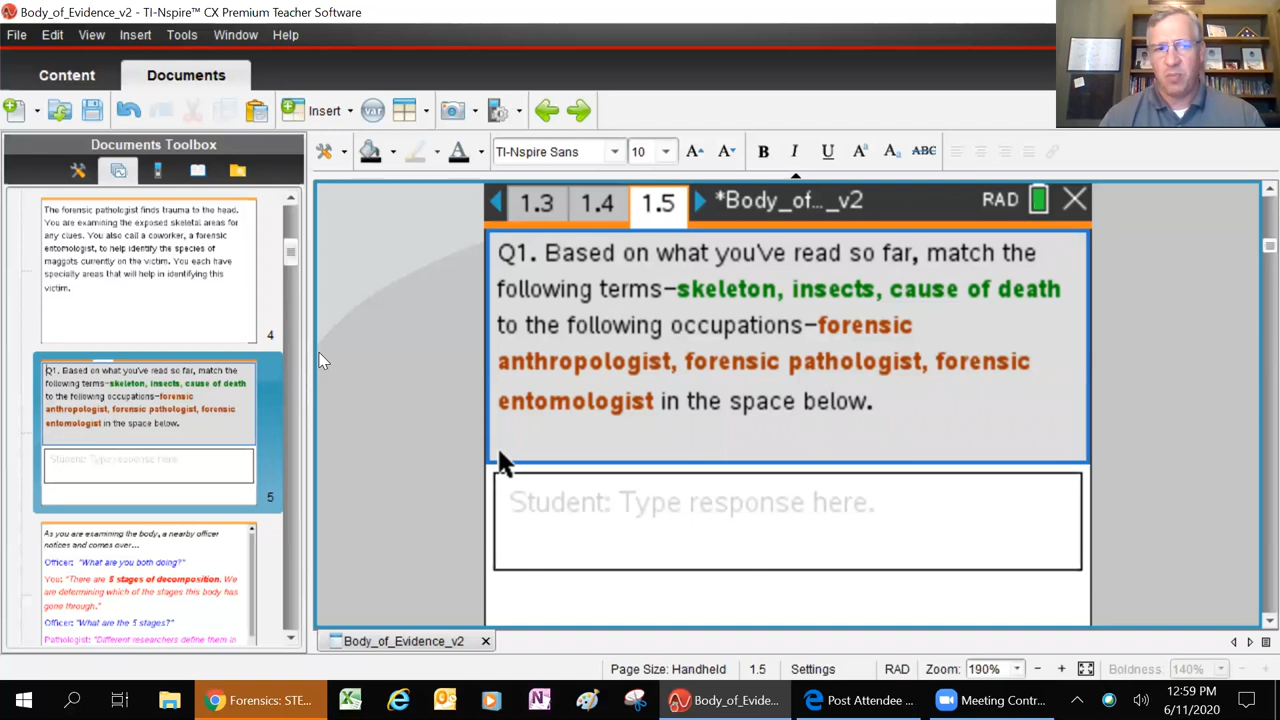 Body_of_Evidence_v2 - TI-Nspire™ CX Premium Teacher Software
File Edit View Insert Tools Window Help
Content Documents
Insert var
Documents Toolbox
TI-Nspire Sans 10 A A B I U A A ABC
The forensic pathologist finds trauma to the head.
You are examining the exposed skeletal areas for
any clues. You also call a coworker, a forensic
entomologist, to help identify the species of
maggots currently on the victim. You each have
specialty areas that will help in identifying this
victim.
4
Q1. Based on what you've read so far, match the
following terms-skeleton, insects, cause of death
to the following occupations-forensic
anthropologist, forensic pathologist, forensic
entomologist in the space below.
Student: Type response here.
5
As you are examining the body, a nearby officer
notices and comes over...
Officer: "What are you both doing?"
You: "There are 5 stages of decomposition. We
are determining which of the stages this body has
gone through."
Officer: "What are the 5 stages?"
Pathologist: "Different researchers define them in
1.3 1.4 1.5 *Body_of..._v2 RAD
Q1. Based on what you've read so far, match the
following terms-skeleton, insects, cause of death
to the following occupations-forensic
anthropologist, forensic pathologist, forensic
entomologist in the space below.
Student: Type response here.
Body_of_Evidence_v2
Page Size: Handheld 1.5 Settings RAD Zoom: 190% Boldness: 140%
Forensics: STE... Body_of_Evidence_v2... Post Attendee ... Meeting Contr...
12:59 PM
6/11/2020